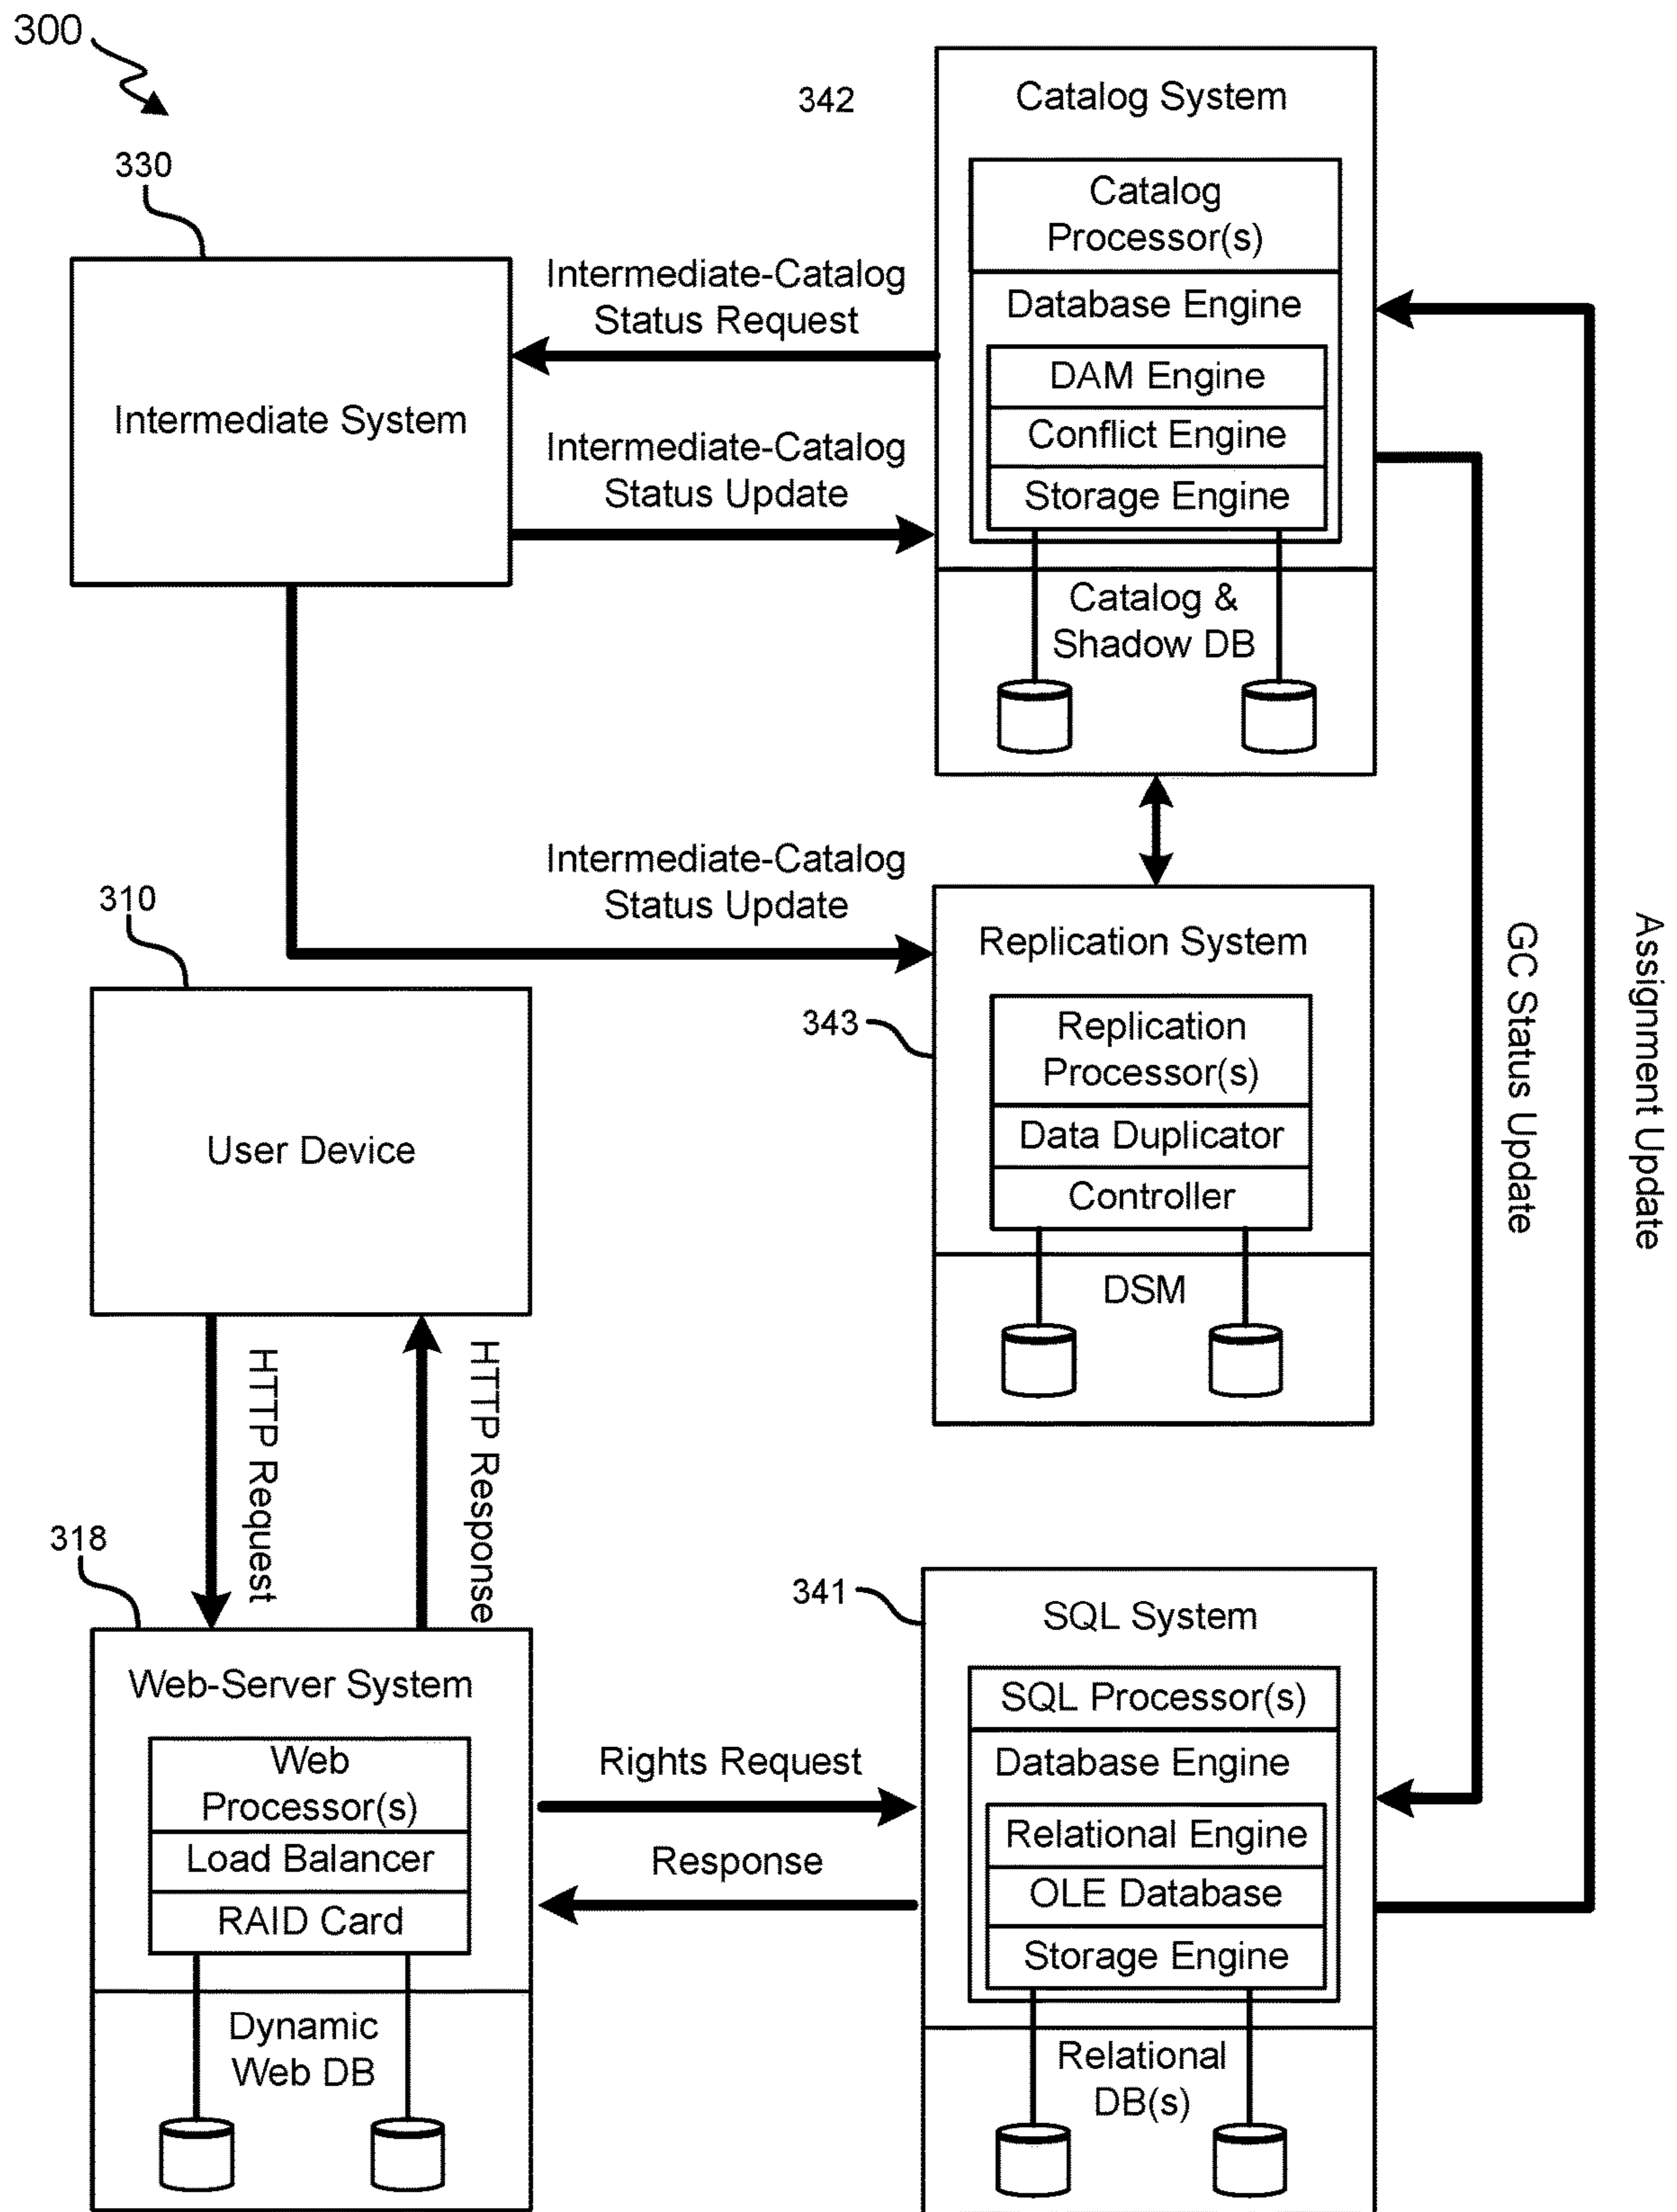 300
342
Catalog System
330
Catalog
Processor(s)
Intermediate-Catalog
Status Request
Database Engine
DAM Engine
Intermediate System
Conflict Engine
Intermediate-Catalog
Status Update
Storage Engine
Catalog &
Shadow DB
Intermediate-Catalog
Status Update
310
Replication System
343
Replication
Processor(s)
GC Status Update
Assignment Update
User Device
Data Duplicator
Controller
DSM
HTTP Request
HTTP Response
318
341
SQL System
Web-Server System
SQL Processor(s)
Web
Processor(s)
Rights Request
Database Engine
Relational Engine
Load Balancer
Response
OLE Database
RAID Card
Storage Engine
Dynamic
Web DB
Relational
DB(s)